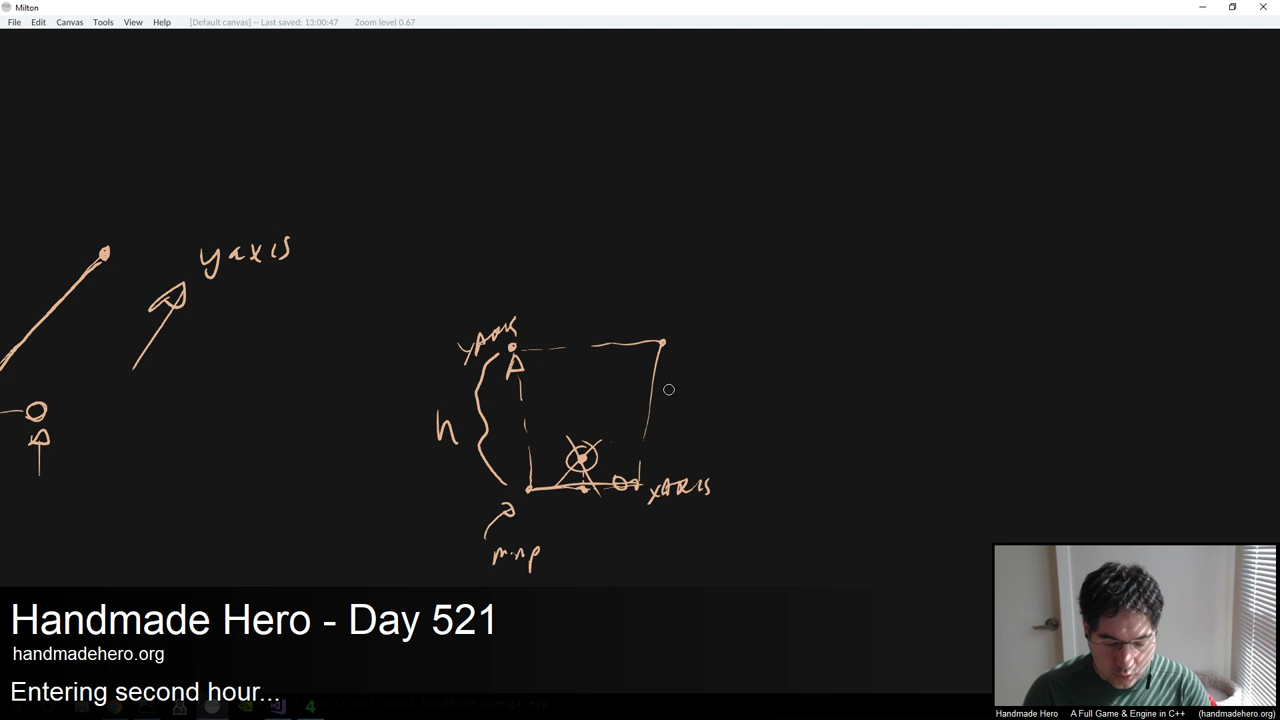 Milton
File Edit Canvas Tools View Help [Default canvas] -- Last saved: 13:00:47 Zoom level 0.67
y axis
YAXIS
h
XAXIS
minp
Handmade Hero - Day 521
handmadehero.org
Entering second hour...
4
Handmade Hero A Full Game & Engine in C++ (handmadehero.org)